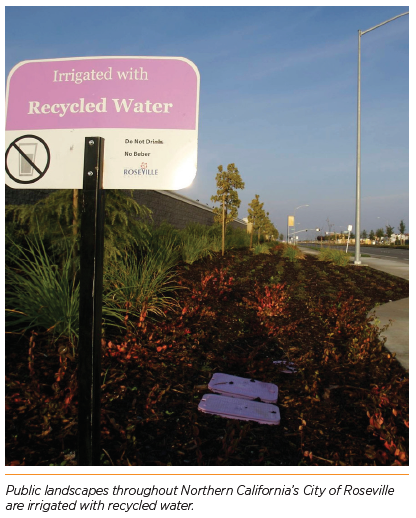 Irrigated with
Recycled Water
Do Not Drink
No Beber
ROSEVILLE
Public landscapes throughout Northern California's City of Roseville
are irrigated with recycled water.